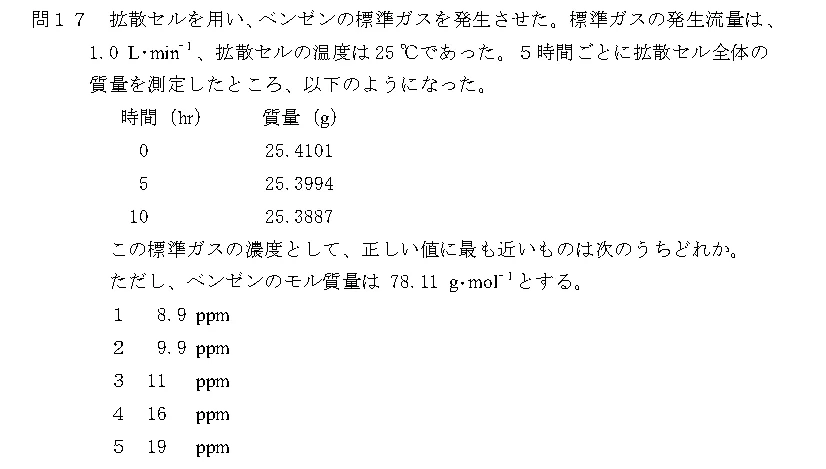 問17 拡散セルを用い、ベンゼンの標準ガスを発生させた。標準ガスの発生流量は、
1.0 L・min⁻¹、拡散セルの温度は25℃であった。5時間ごとに拡散セル全体の
質量を測定したところ、以下のようになった。
時間 (hr) 質量 (g)
0 25.4101
5 25.3994
10 25.3887
この標準ガスの濃度として、正しい値に最も近いものは次のうちどれか。
ただし、ベンゼンのモル質量は 78.11 g・mol⁻¹とする。
1 8.9 ppm
2 9.9 ppm
3 11 ppm
4 16 ppm
5 19 ppm